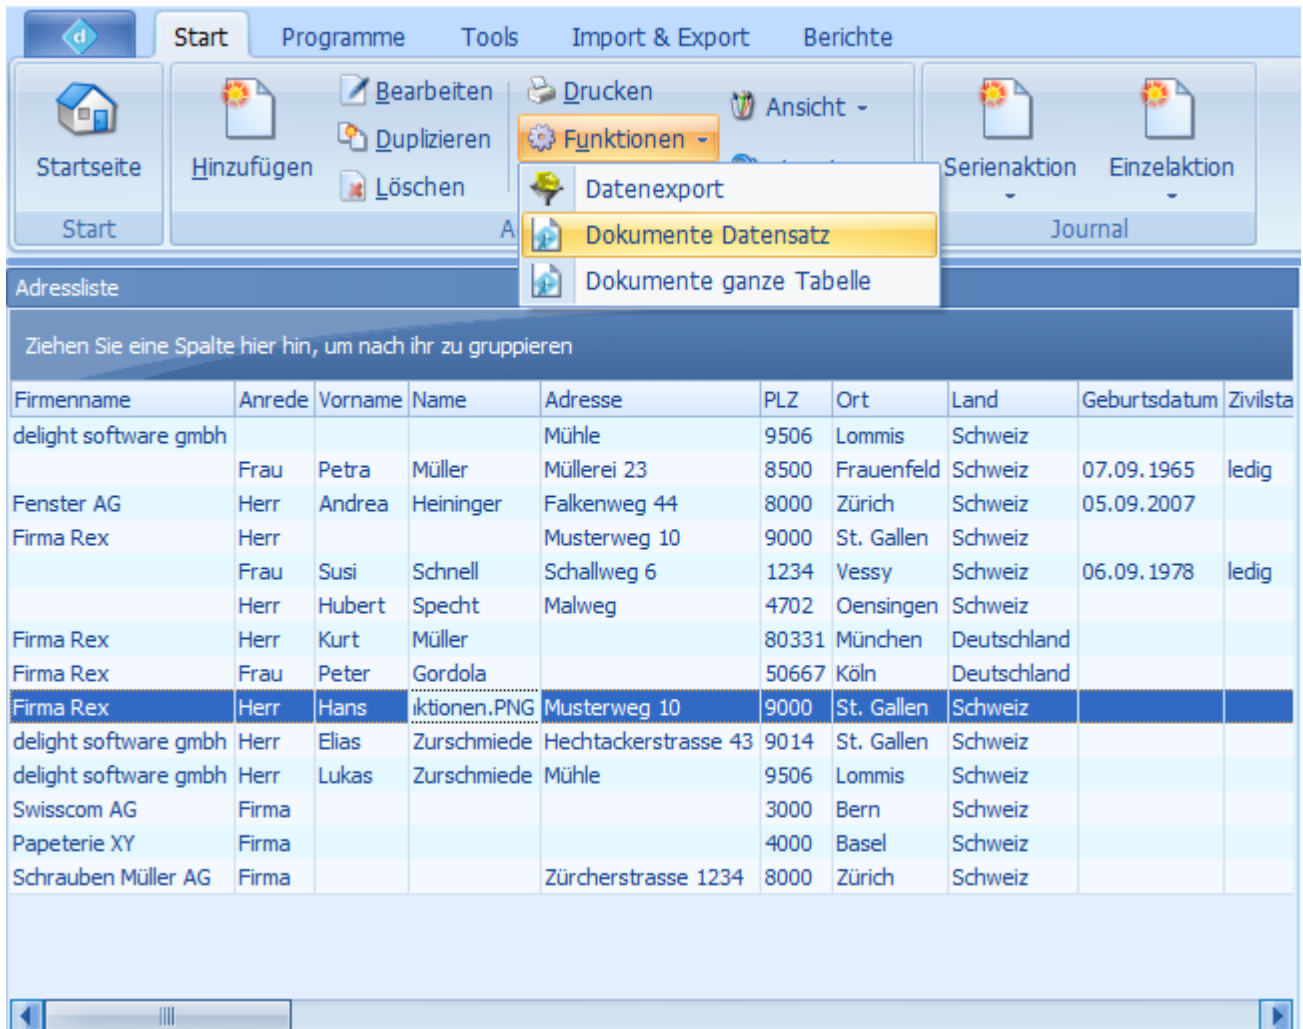 d
Start Programme Tools Import & Export Berichte
Startseite
Hinzufügen
Bearbeiten
Duplizieren
Löschen
Drucken
Funktionen
Ansicht
Serienaktion
Einzelaktion
Start
A
Journal
Datenexport
Dokumente Datensatz
Dokumente ganze Tabelle
Adressliste
Ziehen Sie eine Spalte hier hin, um nach ihr zu gruppieren
Firmenname Anrede Vorname Name Adresse PLZ Ort Land Geburtsdatum Zivilsta
delight software gmbh Mühle 9506 Lommis Schweiz
Frau Petra Müller Müllerei 23 8500 Frauenfeld Schweiz 07.09.1965 ledig
Fenster AG Herr Andrea Heininger Falkenweg 44 8000 Zürich Schweiz 05.09.2007
Firma Rex Herr Musterweg 10 9000 St. Gallen Schweiz
Frau Susi Schnell Schallweg 6 1234 Vessy Schweiz 06.09.1978 ledig
Herr Hubert Specht Malweg 4702 Oensingen Schweiz
Firma Rex Herr Kurt Müller 80331 München Deutschland
Firma Rex Frau Peter Gordola 50667 Köln Deutschland
Firma Rex Herr Hans ktionen.PNG Musterweg 10 9000 St. Gallen Schweiz
delight software gmbh Herr Elias Zurschmiede Hechtackerstrasse 43 9014 St. Gallen Schweiz
delight software gmbh Herr Lukas Zurschmiede Mühle 9506 Lommis Schweiz
Swisscom AG Firma 3000 Bern Schweiz
Papeterie XY Firma 4000 Basel Schweiz
Schrauben Müller AG Firma Zürcherstrasse 1234 8000 Zürich Schweiz